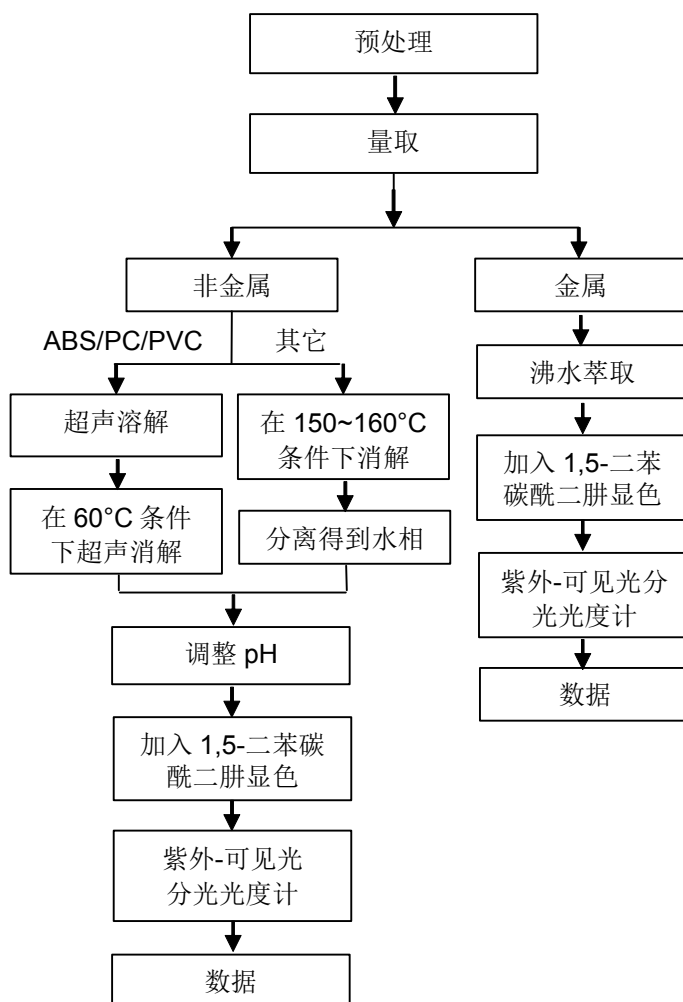 预处理
量取
非金属
金属
ABS/PC/PVC
其它
沸水萃取
超声溶解
在 150~160°C
条件下消解
加入 1,5-二苯
碳酰二肼显色
在 60°C 条件
下超声消解
分离得到水相
紫外-可见光分
光光度计
调整 pH
数据
加入 1,5-二苯碳
酰二肼显色
紫外-可见光
分光光度计
数据